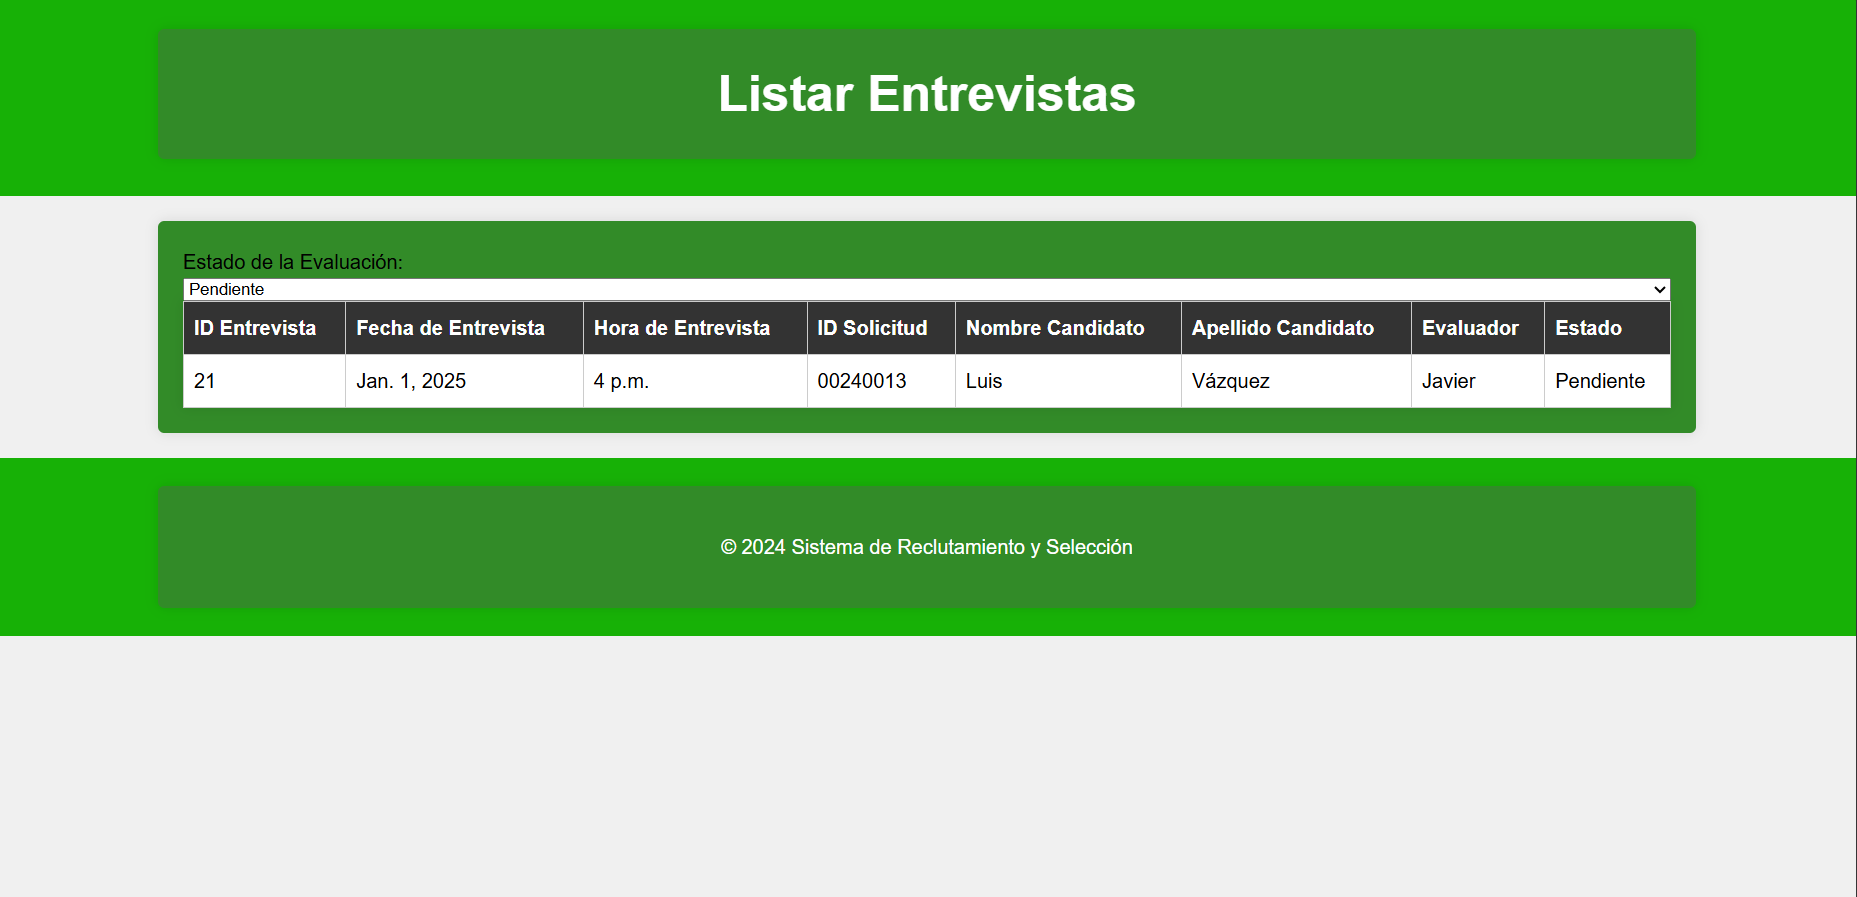 Listar Entrevistas
Estado de la Evaluación:
Pendiente
ID Entrevista Fecha de Entrevista Hora de Entrevista ID Solicitud Nombre Candidato Apellido Candidato Evaluador Estado
21 Jan. 1, 2025 4 p.m. 00240013 Luis Vázquez Javier Pendiente
© 2024 Sistema de Reclutamiento y Selección